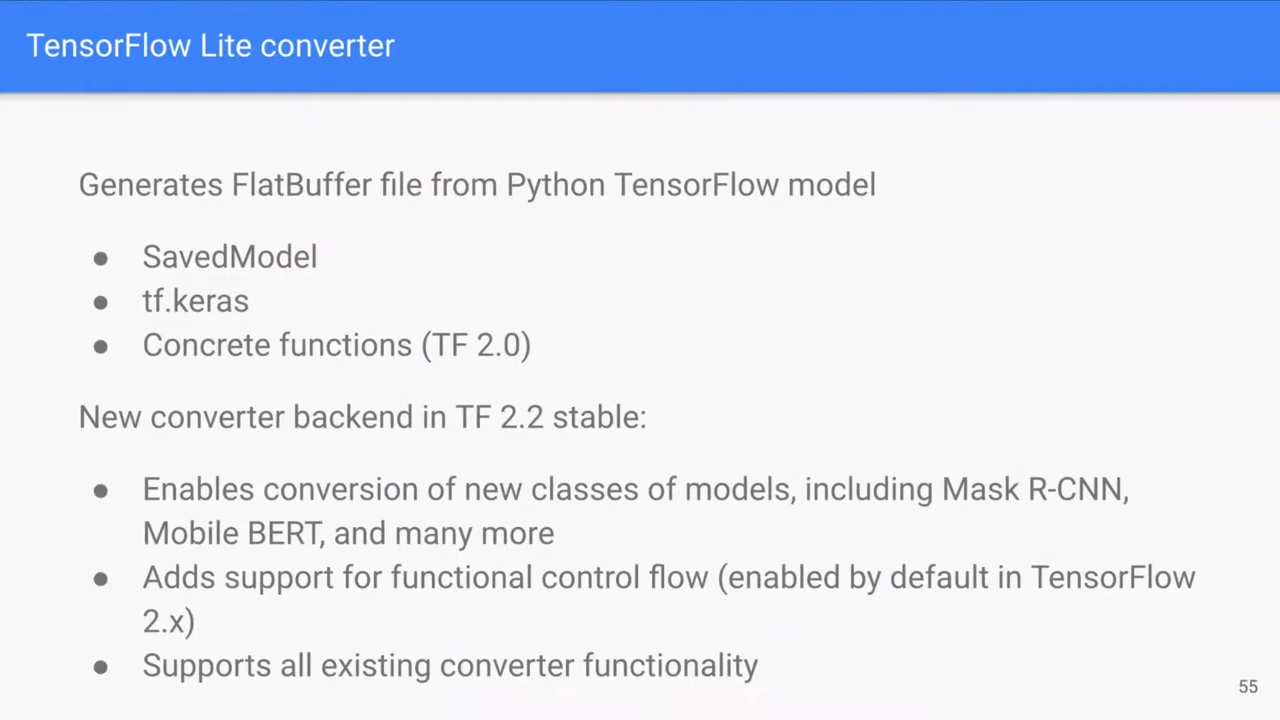 TensorFlow Lite converter
Generates FlatBuffer file from Python TensorFlow model
● SavedModel
● tf.keras
● Concrete functions (TF 2.0)
New converter backend in TF 2.2 stable:
● Enables conversion of new classes of models, including Mask R-CNN,
Mobile BERT, and many more
● Adds support for functional control flow (enabled by default in TensorFlow
2.x)
● Supports all existing converter functionality
55